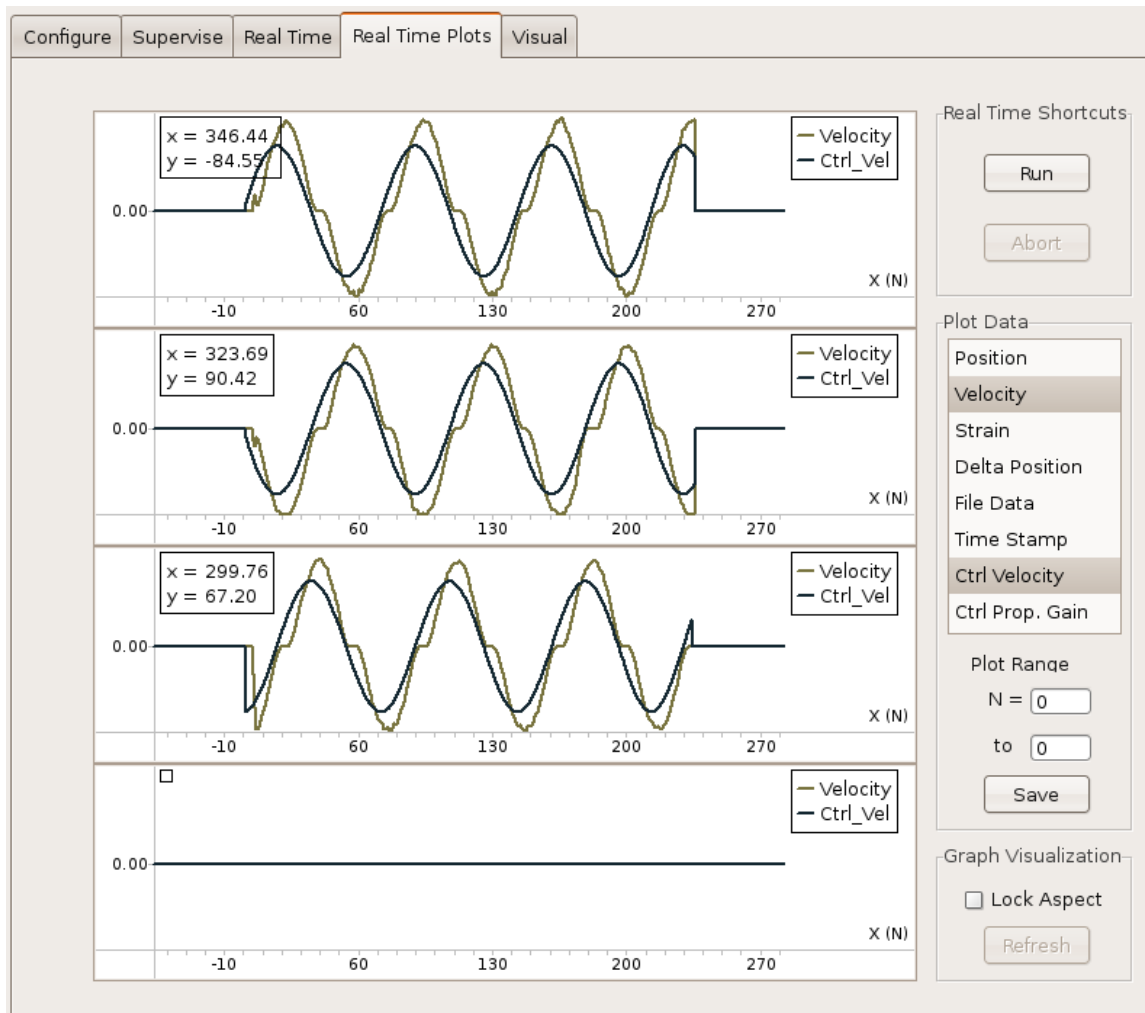 Configure Supervise Real Time Real Time Plots Visual
x = 346.44
y = -84.55
Velocity
Ctrl_Vel
0.00
X (N)
-10 60 130 200 270
x = 323.69
y = 90.42
Velocity
Ctrl_Vel
0.00
X (N)
-10 60 130 200 270
x = 299.76
y = 67.20
Velocity
Ctrl_Vel
0.00
X (N)
-10 60 130 200 270
Velocity
Ctrl_Vel
0.00
X (N)
-10 60 130 200 270
Real Time Shortcuts
Run
Abort
Plot Data
Position
Velocity
Strain
Delta Position
File Data
Time Stamp
Ctrl Velocity
Ctrl Prop. Gain
Plot Range
N = 0
to 0
Save
Graph Visualization
Lock Aspect
Refresh